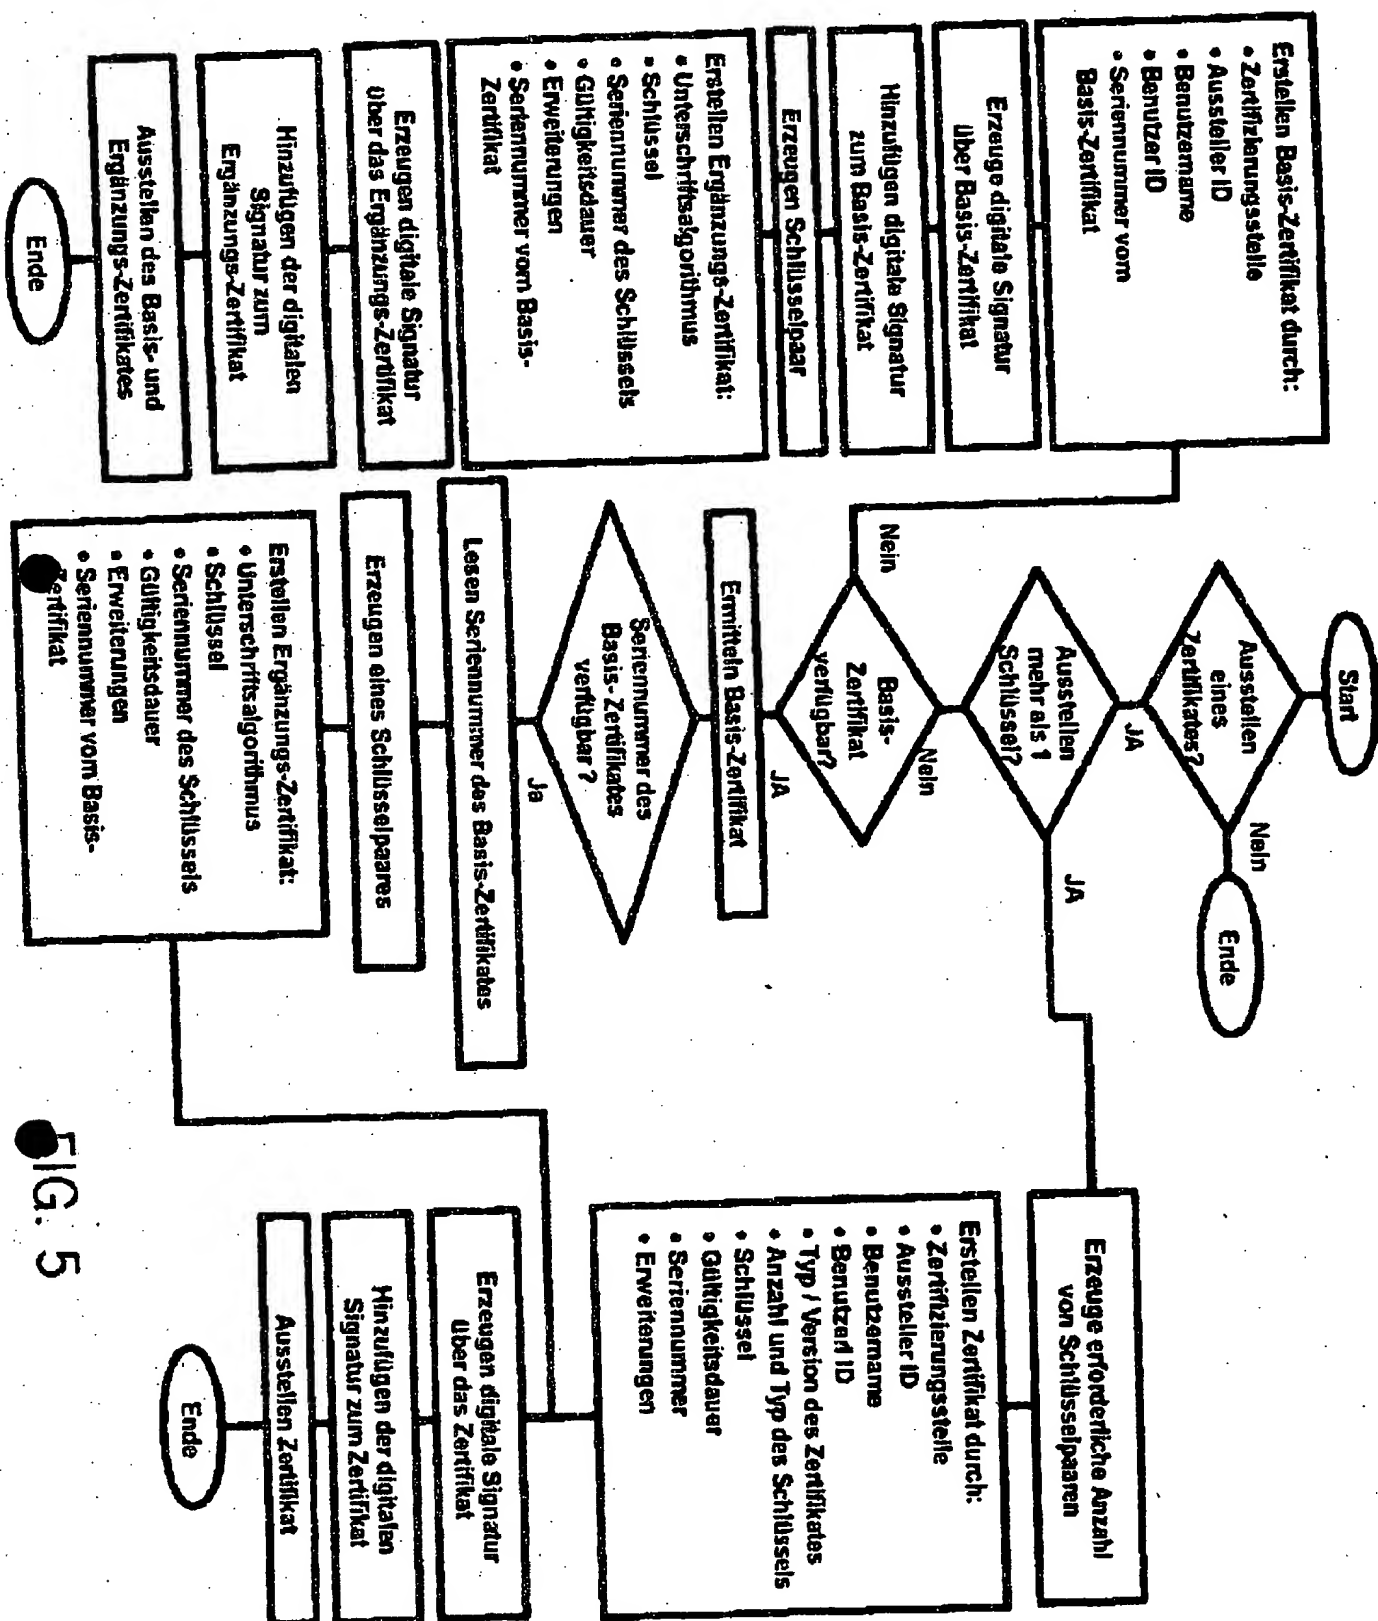 Start
Ausstellen
eines
Zertifikates?
Nein
Ende
JA
Ausstellen
mehr als 1
Schlüssel?
JA
Nein
Basis-
Zertifikat
verfügbar?
Nein
JA
Ermitteln Basis-Zertifikat
Seriennummer des
Basis- Zertifikates
verfügbar?
Ja
Lesen Seriennummer des Basis-Zertifikates
Erzeugen eines Schlüsselpaares
Erstellen Ergänzungs-Zertifikat:
• Unterschriftsalgorithmus
• Schlüssel
• Seriennummer des Schlüssels
• Gültigkeitsdauer
• Erweiterungen
• Seriennummer vom Basis-
Zertifikat
Erstellen Basis-Zertifikat durch:
• Zertifizierungsstelle
• Aussteller ID
• Benutzername
• Benutzer ID
• Seriennummer vom
Basis-Zertifikat
Erzeuge digitale Signatur
über Basis-Zertifikat
Hinzufügen digitale Signatur
zum Basis-Zertifikat
Erzeugen Schlüsselpaar
Erstellen Ergänzungs-Zertifikat:
• Unterschriftsalgorithmus
• Schlüssel
• Seriennummer des Schlüssels
• Gültigkeitsdauer
• Erweiterungen
• Seriennummer vom Basis-
Zertifikat
Erzeugen digitale Signatur
über das Ergänzungs-Zertifikat
Hinzufügen der digitalen
Signatur zum
Ergänzungs-Zertifikat
Ausstellen des Basis- und
Ergänzungs-Zertifikates
Ende
Erzeuge erforderliche Anzahl
von Schlüsselpaaren
Erstellen Zertifikat durch:
• Zertifizierungsstelle
• Aussteller ID
• Benutzername
• Benutzerl ID
• Typ / Version des Zertifikates
• Anzahl und Typ des Schlüssels
• Schlüssel
• Gültigkeitsdauer
• Seriennummer
• Erweiterungen
Erzeugen digitale Signatur
über das Zertifikat
Hinzufügen der digitalen
Signatur zum Zertifikat
Ausstellen Zertifikat
Ende
FIG. 5